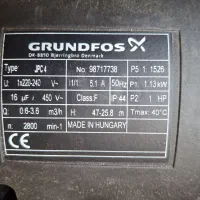 GRUNDFOS
DK-8850 Bjerringbro Denmark
Type: JPC4 No 98717738 P5 1 1526
U: 1x220-240 V~ I1/1 5.1 A 50Hz P1 1.13 kW
16 µF / 450 V~ Class:F IP 44 P2 1 HP
Q: 0.6-3.6 m3/h H: 47-25.8 m Tmax: 40°C
n: 2800 min-1 MADE IN HUNGARY
CE